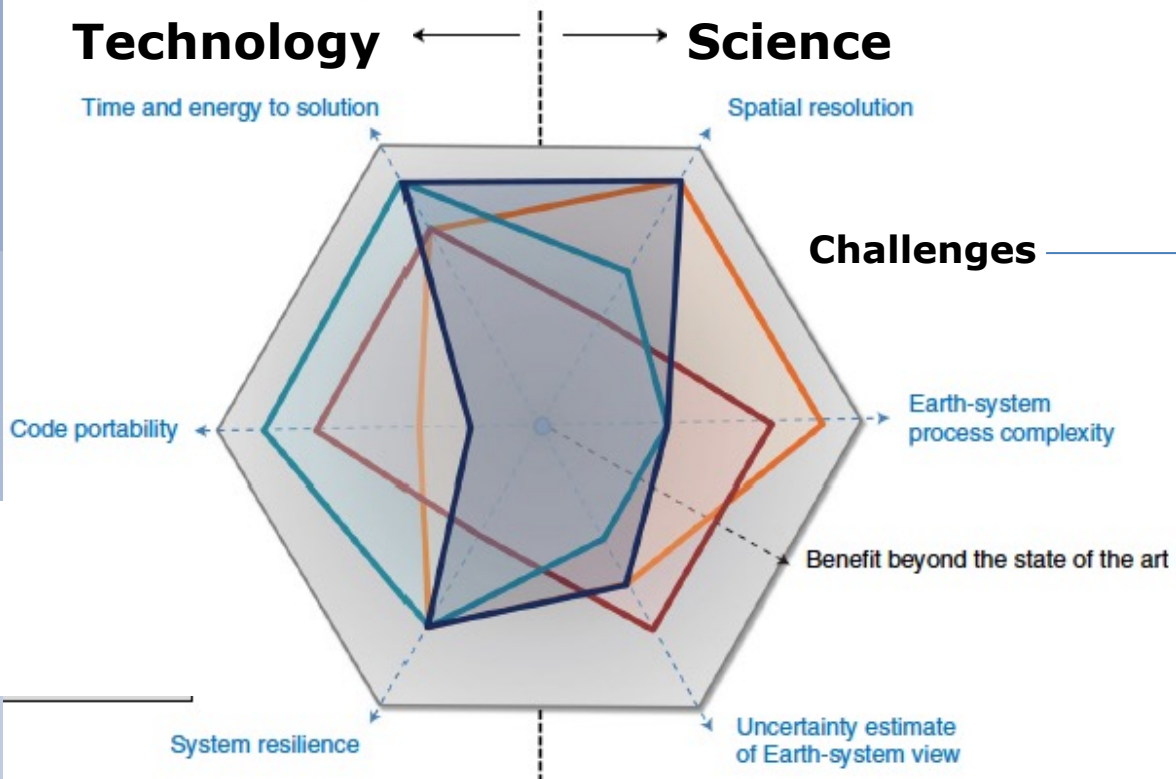 Technology
Science
Time and energy to solution
Spatial resolution
Challenges
Code portability
Earth-system
process complexity
Benefit beyond the state of the art
System resilience
Uncertainty estimate
of Earth-system view